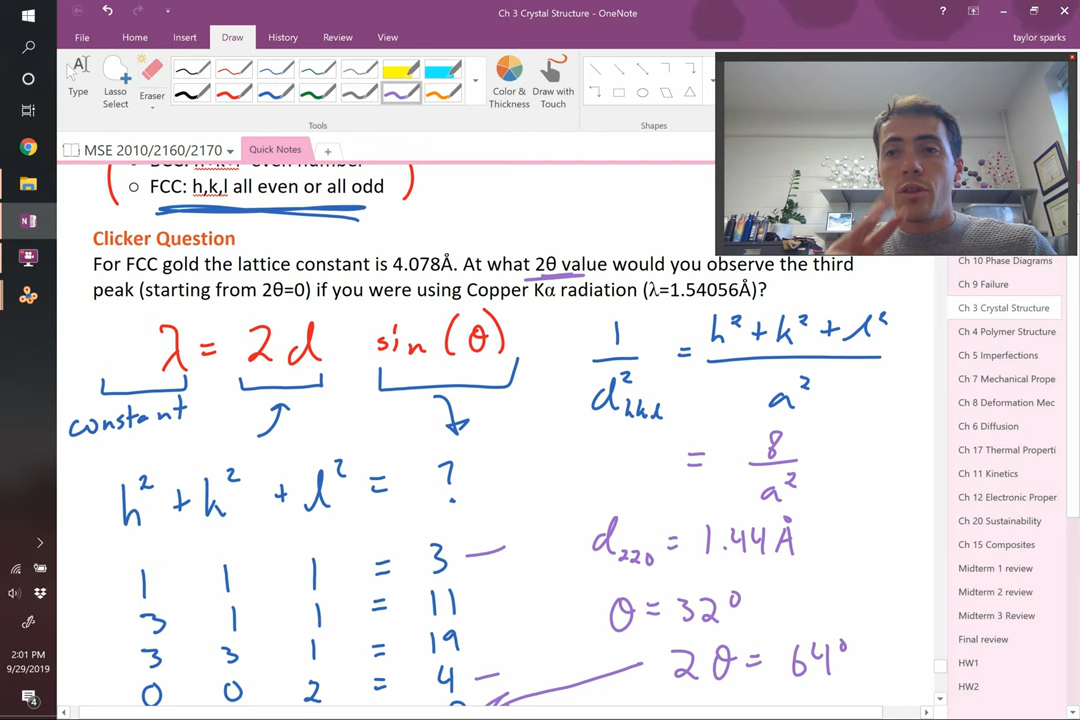 Ch 3 Crystal Structure - OneNote
taylor sparks
File Home Insert Draw History Review View
Type
Lasso Select
Eraser
Color & Thickness
Draw with Touch
Tools
Shapes
MSE 2010/2160/2170
Quick Notes
FCC: h,k,l all even or all odd
Clicker Question
For FCC gold the lattice constant is 4.078Å. At what 2θ value would you observe the third
peak (starting from 2θ=0) if you were using Copper Kα radiation (λ=1.54056Å)?
λ = 2d sin(θ)
constant
1/d²hkl = h² + k² + l² / a²
= 8/a²
h² + k² + l² = ?
d220 = 1.44 Å
1 1 1 = 3
θ = 32°
3 1 1 = 11
3 3 1 = 19
2θ = 64°
0 0 2 = 4
Ch 10 Phase Diagrams
Ch 9 Failure
Ch 3 Crystal Structure
Ch 4 Polymer Structure
Ch 5 Imperfections
Ch 7 Mechanical Prope
Ch 8 Deformation Mec
Ch 6 Diffusion
Ch 17 Thermal Properti
Ch 11 Kinetics
Ch 12 Electronic Proper
Ch 20 Sustainability
Ch 15 Composites
Midterm 1 review
Midterm 2 review
Midterm 3 Review
Final review
HW1
HW2
2:01 PM
9/29/2019
4